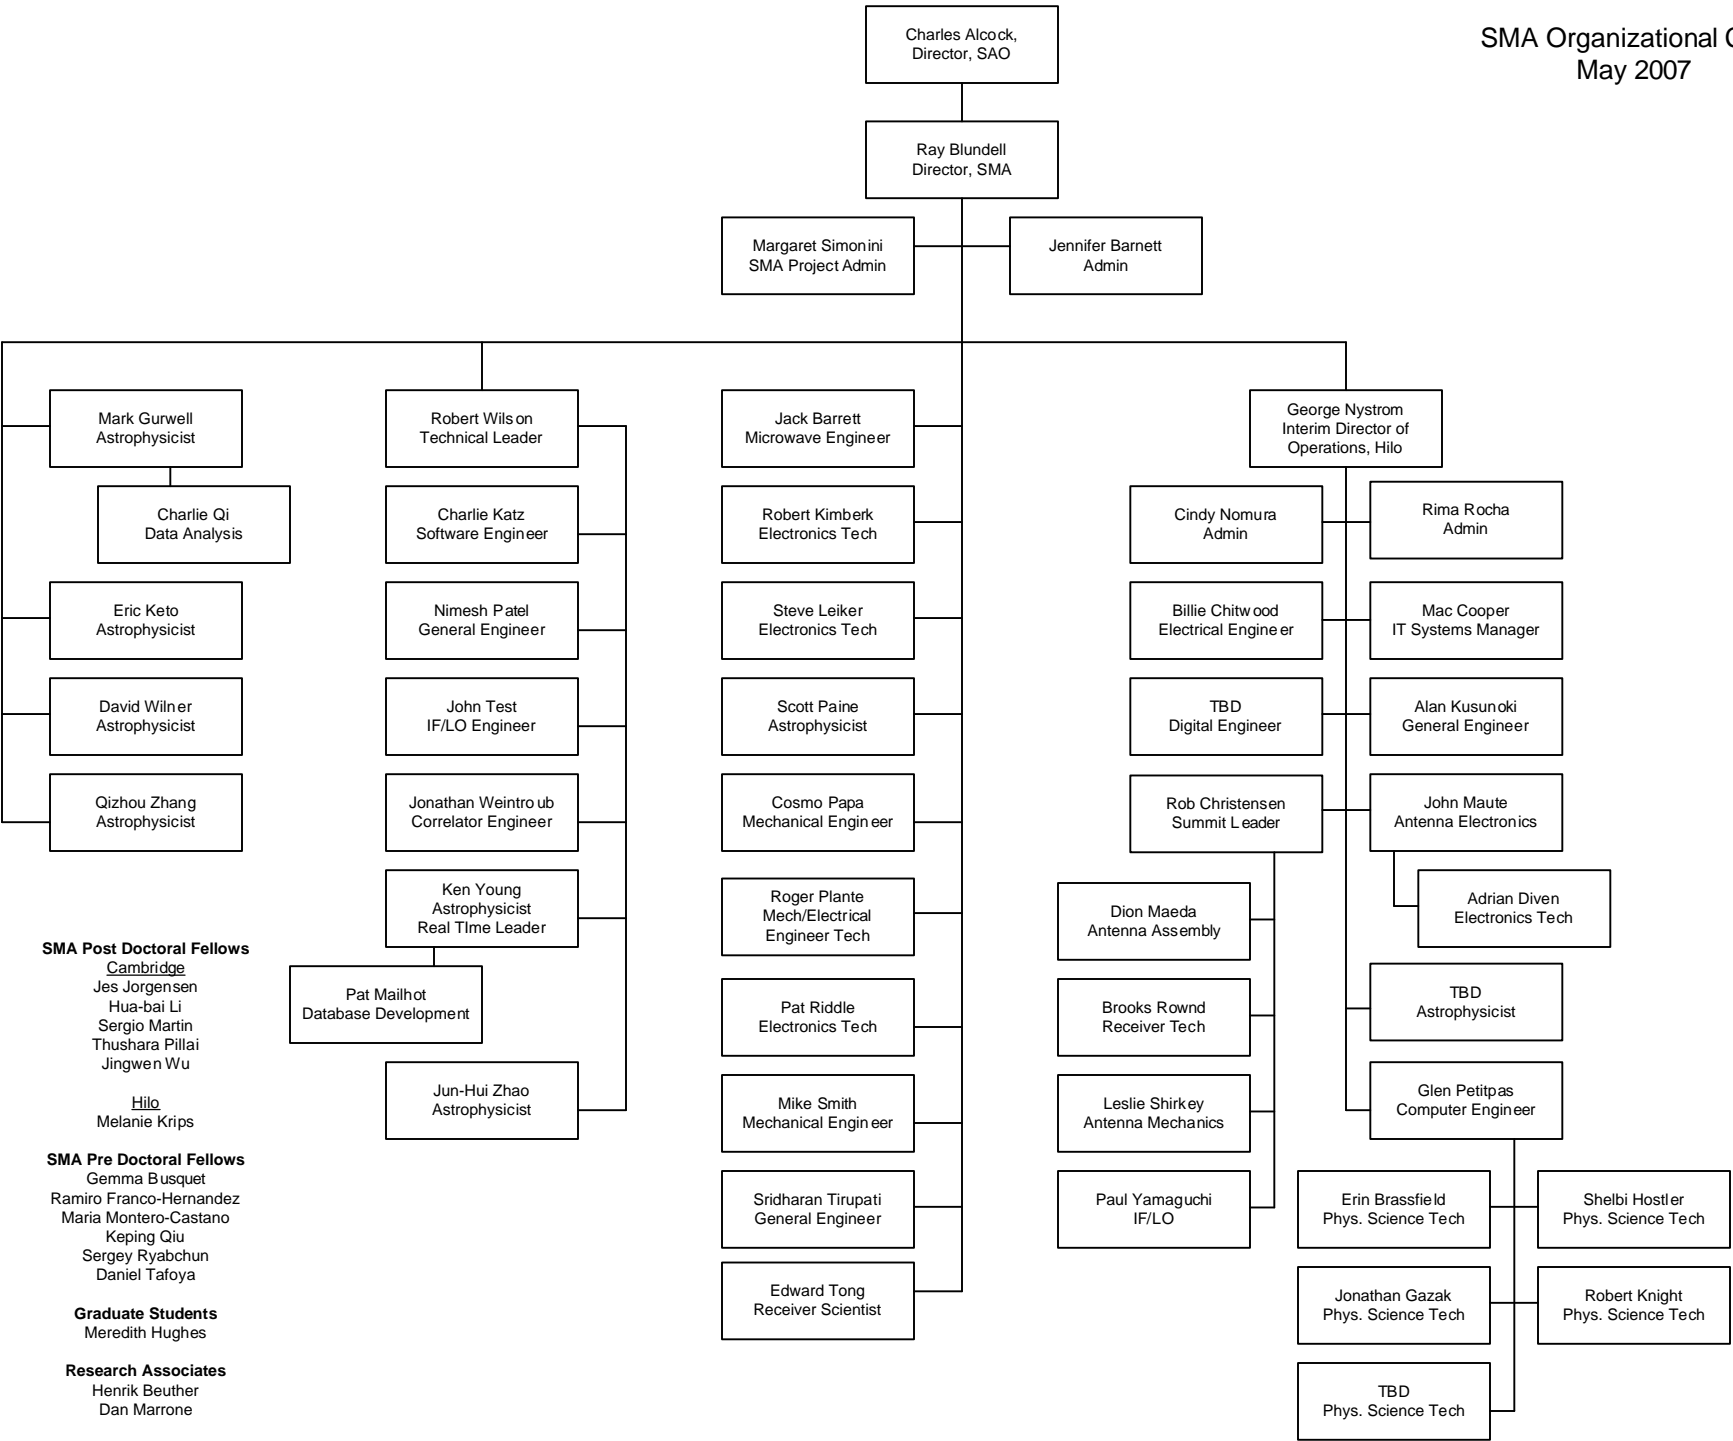 SMA Organizational
May 2007
Charles Alcock,
Director, SAO
Ray Blundell
Director, SMA
Margaret Simonini
SMA Project Admin
Jennifer Barnett
Admin
Mark Gurwell
Astrophysicist
Charlie Qi
Data Analysis
Eric Keto
Astrophysicist
David Wilner
Astrophysicist
Qizhou Zhang
Astrophysicist
SMA Post Doctoral Fellows
Cambridge
Jes Jorgensen
Hua-bai Li
Sergio Martin
Thushara Pillai
Jingwen Wu
Hilo
Melanie Krips
SMA Pre Doctoral Fellows
Gemma Busquet
Ramiro Franco-Hernandez
Maria Montero-Castano
Keping Qiu
Sergey Ryabchun
Daniel Tafoya
Graduate Students
Meredith Hughes
Research Associates
Henrik Beuther
Dan Marrone
Robert Wilson
Technical Leader
Charlie Katz
Software Engineer
Nimesh Patel
General Engineer
John Test
IF/LO Engineer
Jonathan Weintroub
Correlator Engineer
Ken Young
Astrophysicist
Real TIme Leader
Pat Mailhot
Database Development
Jun-Hui Zhao
Astrophysicist
Jack Barrett
Microwave Engineer
Robert Kimberk
Electronics Tech
Steve Leiker
Electronics Tech
Scott Paine
Astrophysicist
Cosmo Papa
Mechanical Engineer
Roger Plante
Mech/Electrical
Engineer Tech
Pat Riddle
Electronics Tech
Mike Smith
Mechanical Engineer
Sridharan Tirupati
General Engineer
Edward Tong
Receiver Scientist
George Nystrom
Interim Director of
Operations, Hilo
Cindy Nomura
Admin
Rima Rocha
Admin
Billie Chitwood
Electrical Engineer
Mac Cooper
IT Systems Manager
TBD
Digital Engineer
Alan Kusunoki
General Engineer
Rob Christensen
Summit Leader
John Maute
Antenna Electronics
Adrian Diven
Electronics Tech
Dion Maeda
Antenna Assembly
Brooks Rownd
Receiver Tech
Leslie Shirkey
Antenna Mechanics
Paul Yamaguchi
IF/LO
TBD
Astrophysicist
Glen Petitpas
Computer Engineer
Erin Brassfield
Phys. Science Tech
Shelbi Hostler
Phys. Science Tech
Jonathan Gazak
Phys. Science Tech
Robert Knight
Phys. Science Tech
TBD
Phys. Science Tech